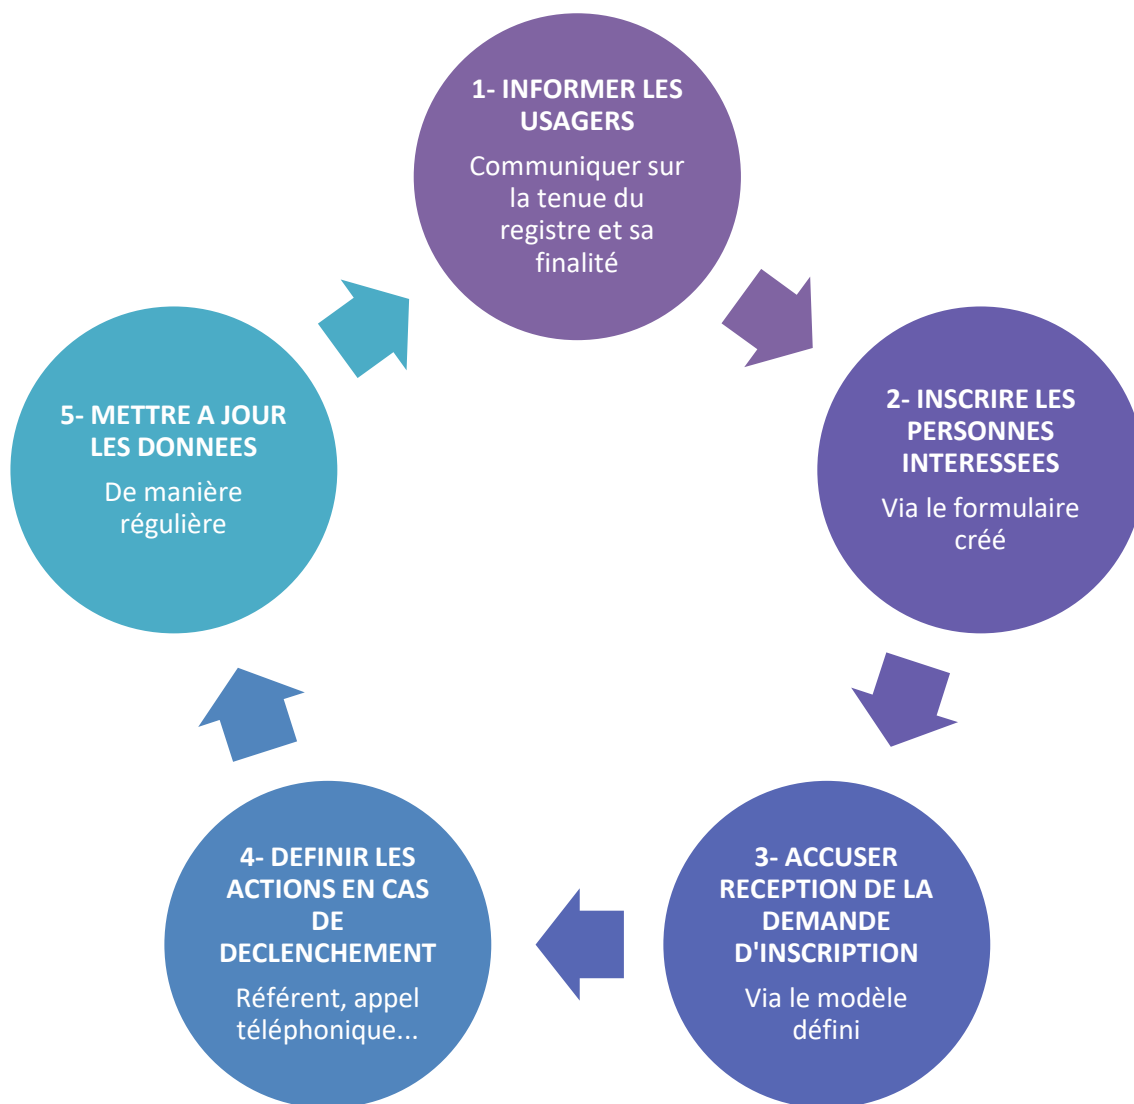 1- INFORMER LES
USAGERS
Communiquer sur
la tenue du
registre et sa
finalité
2- INSCRIRE LES
PERSONNES
INTERESSEES
Via le formulaire
créé
3- ACCUSER
RECEPTION DE LA
DEMANDE
D'INSCRIPTION
Via le modèle
défini
4- DEFINIR LES
ACTIONS EN CAS
DE
DECLENCHEMENT
Référent, appel
téléphonique...
5- METTRE A JOUR
LES DONNEES
De manière
régulière